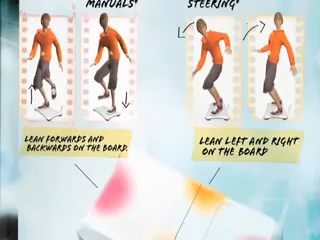 MANUALS*
STEERING*
LEAN FORWARDS AND
BACKWARDS ON THE BOARD.
LEAN LEFT AND RIGHT
ON THE BOARD